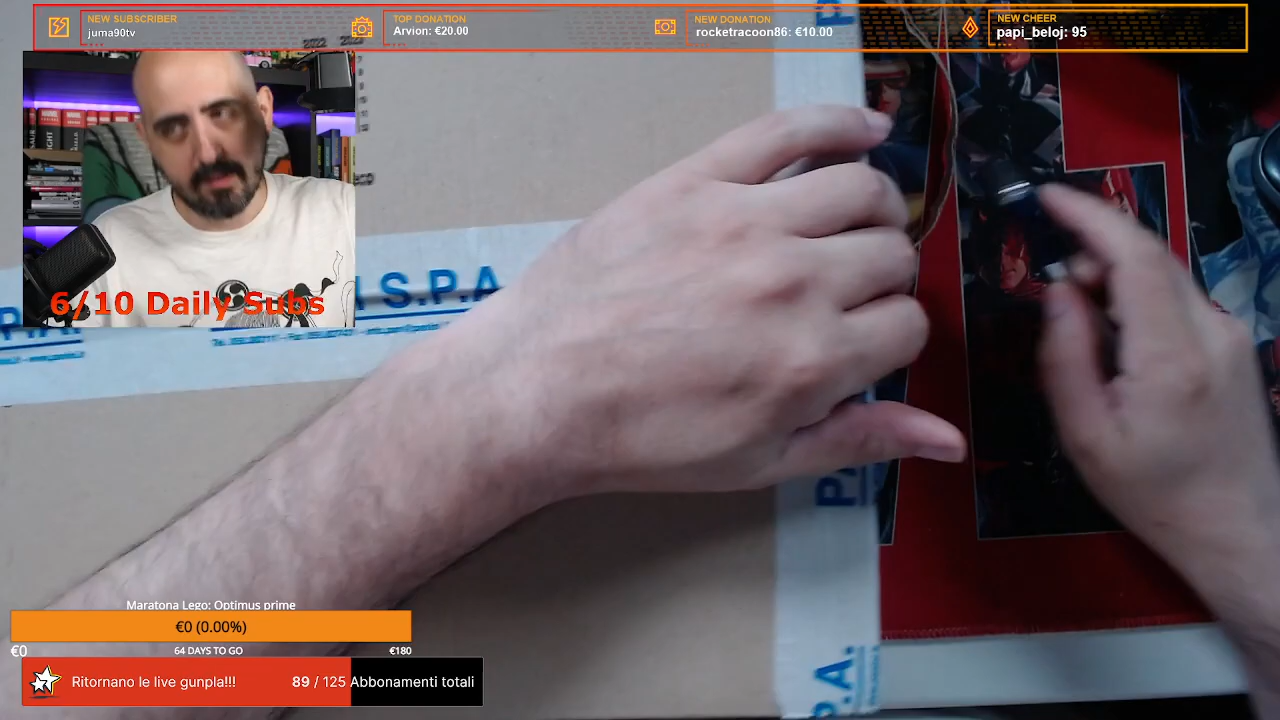 NEW SUBSCRIBER
juma90tv
TOP DONATION
Arvion: €20.00
NEW DONATION
rocketracoon86: €10.00
NEW CHEER
papi_beloj: 95
MARVEL
6/10 Daily Subs
S.P.A.
P.A.
Maratona Lego: Optimus prime
€0 (0.00%)
€0
64 DAYS TO GO
€180
Ritornano le live gunpla!!!
89 / 125 Abbonamenti totali